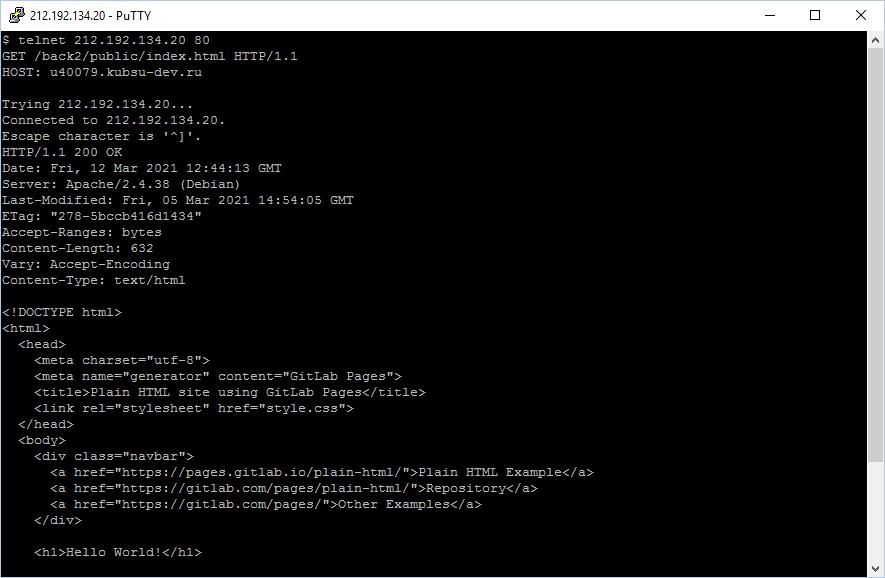 212.192.134.20 - PuTTY
$ telnet 212.192.134.20 80
GET /back2/public/index.html HTTP/1.1
HOST: u40079.kubsu-dev.ru

Trying 212.192.134.20...
Connected to 212.192.134.20.
Escape character is '^]'.
HTTP/1.1 200 OK
Date: Fri, 12 Mar 2021 12:44:13 GMT
Server: Apache/2.4.38 (Debian)
Last-Modified: Fri, 05 Mar 2021 14:54:05 GMT
ETag: "278-5bccb416d1434"
Accept-Ranges: bytes
Content-Length: 632
Vary: Accept-Encoding
Content-Type: text/html

<!DOCTYPE html>
<html>
  <head>
    <meta charset="utf-8">
    <meta name="generator" content="GitLab Pages">
    <title>Plain HTML site using GitLab Pages</title>
    <link rel="stylesheet" href="style.css">
  </head>
  <body>
    <div class="navbar">
      <a href="https://pages.gitlab.io/plain-html/">Plain HTML Example</a>
      <a href="https://gitlab.com/pages/plain-html/">Repository</a>
      <a href="https://gitlab.com/pages/">Other Examples</a>
    </div>

    <h1>Hello World!</h1>